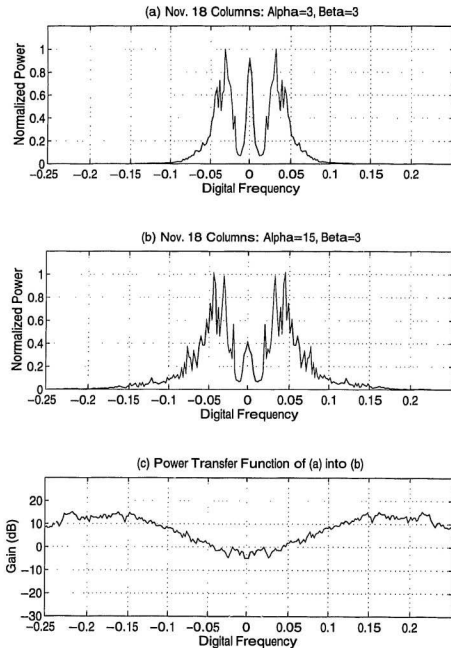 (a) Nov. 18 Columns: Alpha=3, Beta=3
Normalized Power
1
0.8
0.6
0.4
0.2
0
−0.25 −0.2 −0.15 −0.1 −0.05 0 0.05 0.1 0.15 0.2
Digital Frequency
(b) Nov. 18 Columns: Alpha=15, Beta=3
Normalized Power
1
0.8
0.6
0.4
0.2
0
−0.25 −0.2 −0.15 −0.1 −0.05 0 0.05 0.1 0.15 0.2
Digital Frequency
(c) Power Transfer Function of (a) into (b)
Gain (dB)
20
10
0
−10
−20
−30
−0.25 −0.2 −0.15 −0.1 −0.05 0 0.05 0.1 0.15 0.2
Digital Frequency